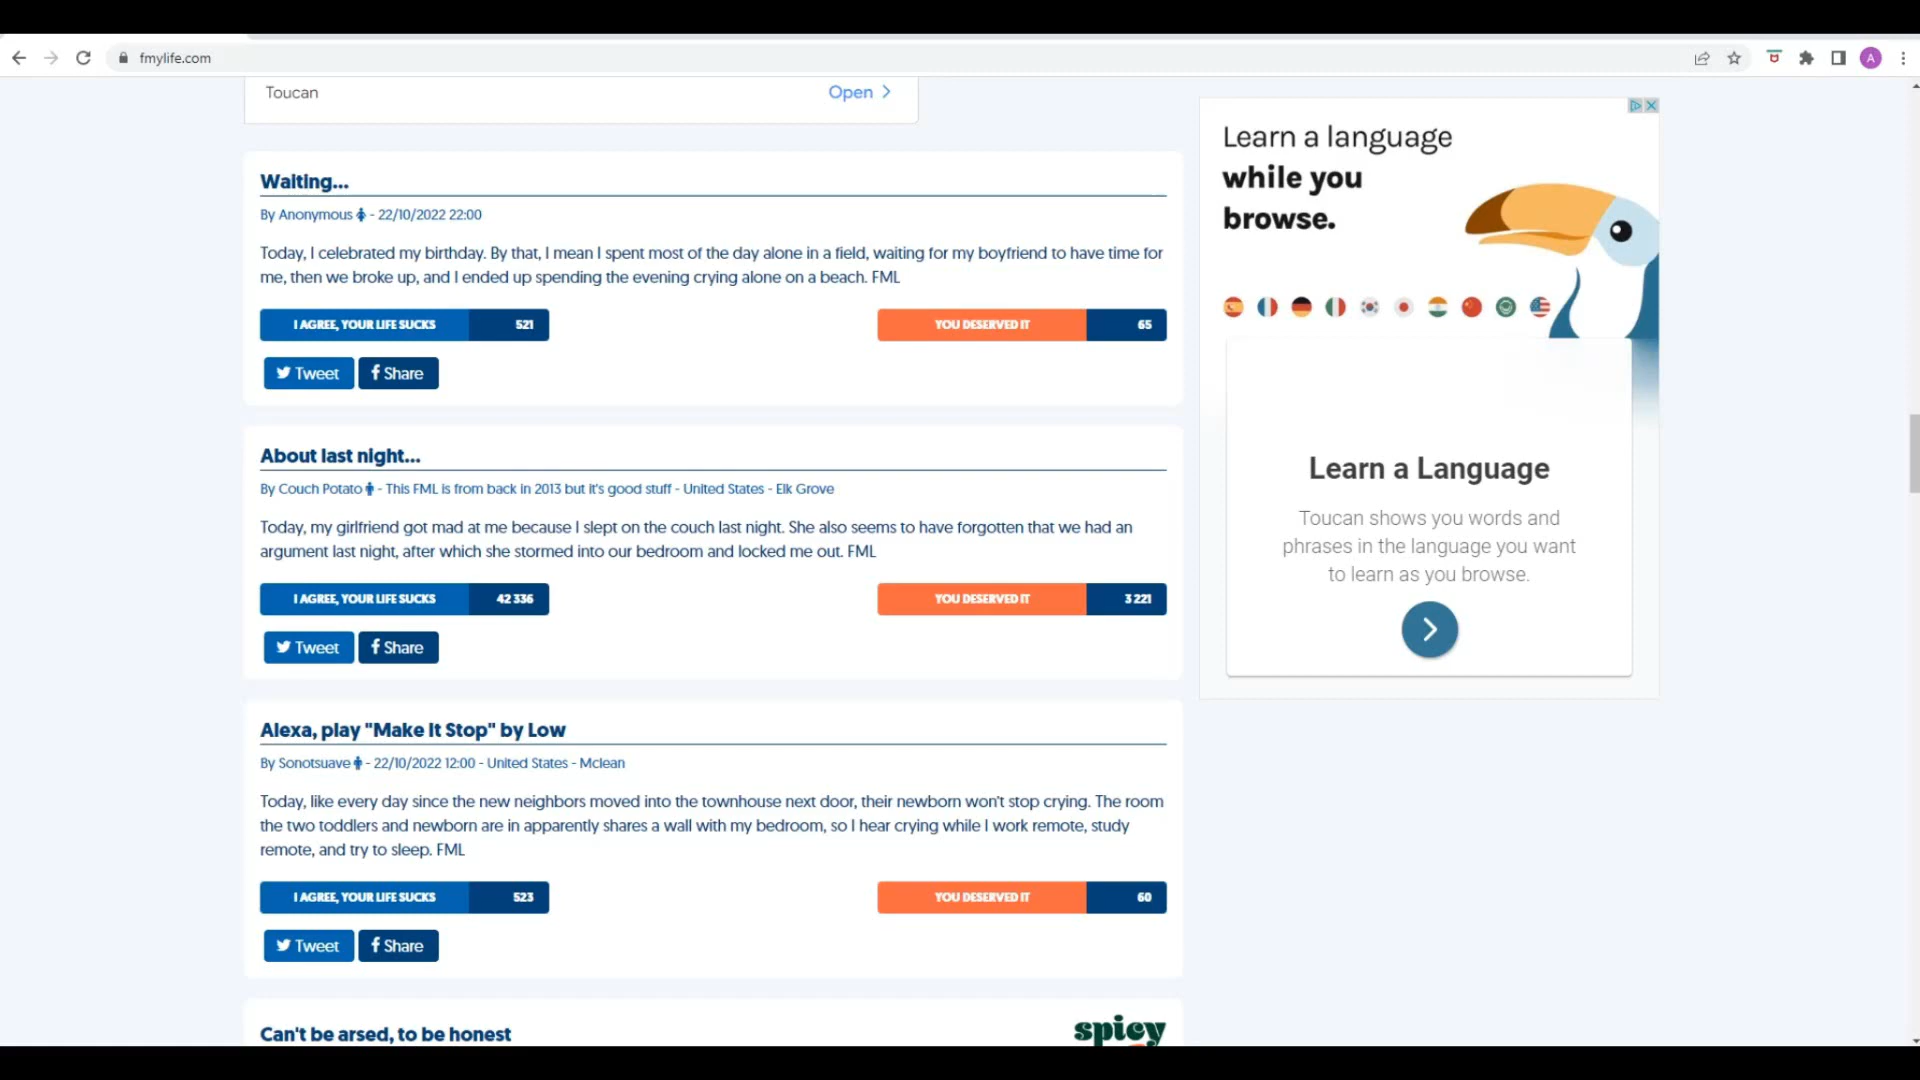 fmylife.com
A
Toucan
Open
Waiting...
By Anonymous - 22/10/2022 22:00
Today, I celebrated my birthday. By that, I mean I spent most of the day alone in a field, waiting for my boyfriend to have time for
me, then we broke up, and I ended up spending the evening crying alone on a beach. FML
I AGREE, YOUR LIFE SUCKS 521
YOU DESERVED IT 65
Tweet Share
About last night...
By Couch Potato - This FML is from back in 2013 but it's good stuff - United States - Elk Grove
Today, my girlfriend got mad at me because I slept on the couch last night. She also seems to have forgotten that we had an
argument last night, after which she stormed into our bedroom and locked me out. FML
I AGREE, YOUR LIFE SUCKS 42 336
YOU DESERVED IT 3 221
Tweet Share
Alexa, play "Make It Stop" by Low
By Sonotsuave - 22/10/2022 12:00 - United States - Mclean
Today, like every day since the new neighbors moved into the townhouse next door, their newborn won't stop crying. The room
the two toddlers and newborn are in apparently shares a wall with my bedroom, so I hear crying while I work remote, study
remote, and try to sleep. FML
I AGREE, YOUR LIFE SUCKS 523
YOU DESERVED IT 60
Tweet Share
Can't be arsed, to be honest
spicy
Learn a language
while you
browse.
Learn a Language
Toucan shows you words and
phrases in the language you want
to learn as you browse.